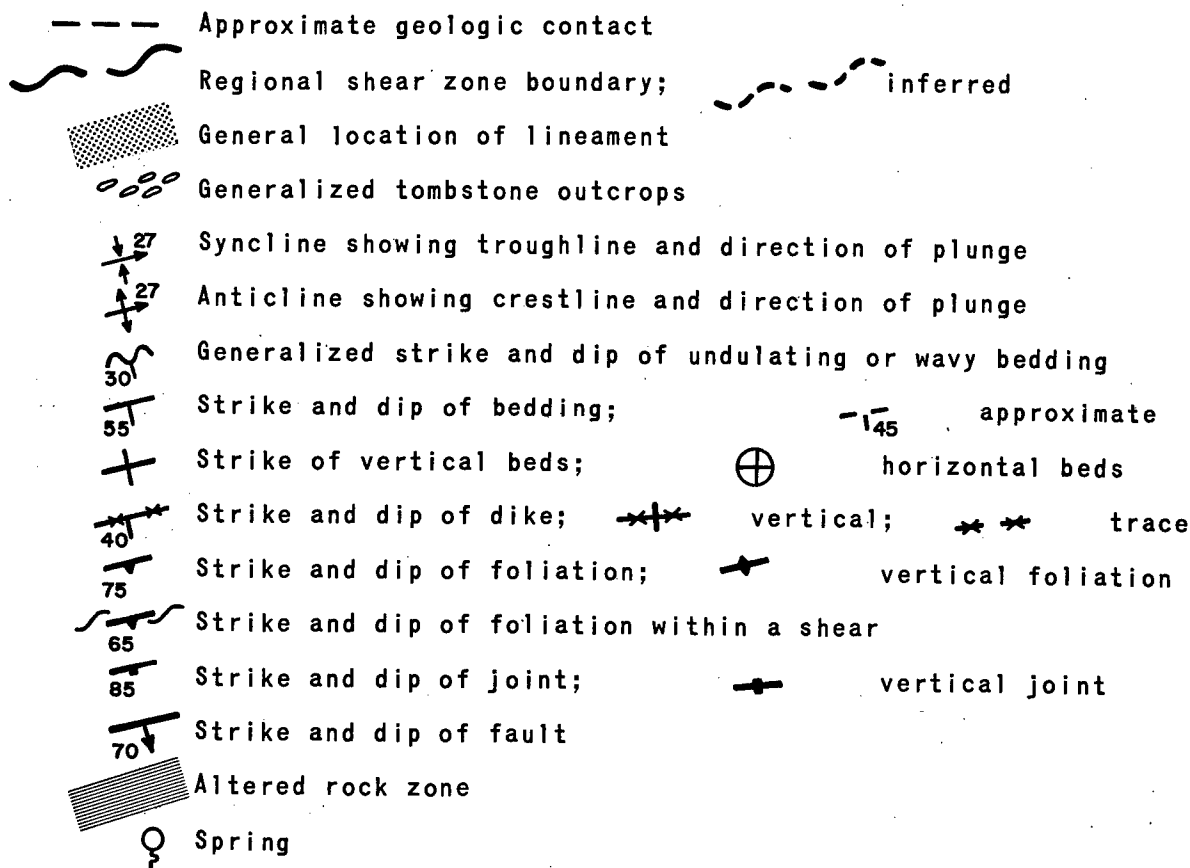 Approximate geologic contact
Regional shear zone boundary; inferred
General location of lineament
Generalized tombstone outcrops
27 Syncline showing troughline and direction of plunge
27 Anticline showing crestline and direction of plunge
30 Generalized strike and dip of undulating or wavy bedding
55 Strike and dip of bedding; 45 approximate
Strike of vertical beds; horizontal beds
40 Strike and dip of dike; vertical; trace
75 Strike and dip of foliation; vertical foliation
65 Strike and dip of foliation within a shear
85 Strike and dip of joint; vertical joint
70 Strike and dip of fault
Altered rock zone
Spring